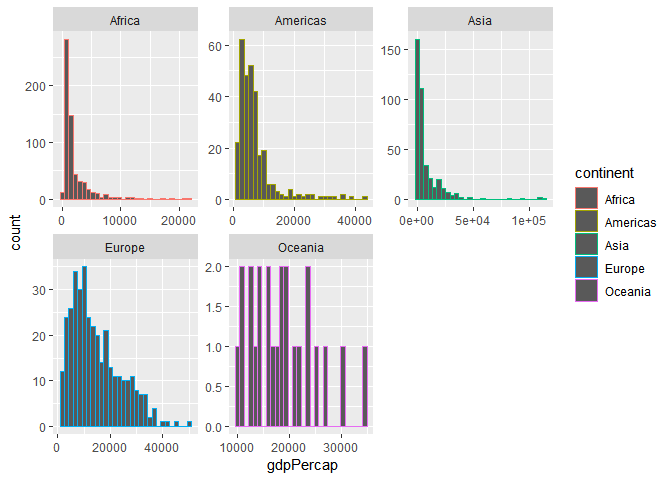 Africa
Americas
Asia
0
100
200
0
10000
20000
0
20
40
60
0
20000
40000
0
50
100
150
0e+00
5e+04
1e+05
count
Europe
Oceania
0
10
20
30
0
20000
40000
0.0
0.5
1.0
1.5
2.0
10000
20000
30000
gdpPercap
continent
Africa
Americas
Asia
Europe
Oceania